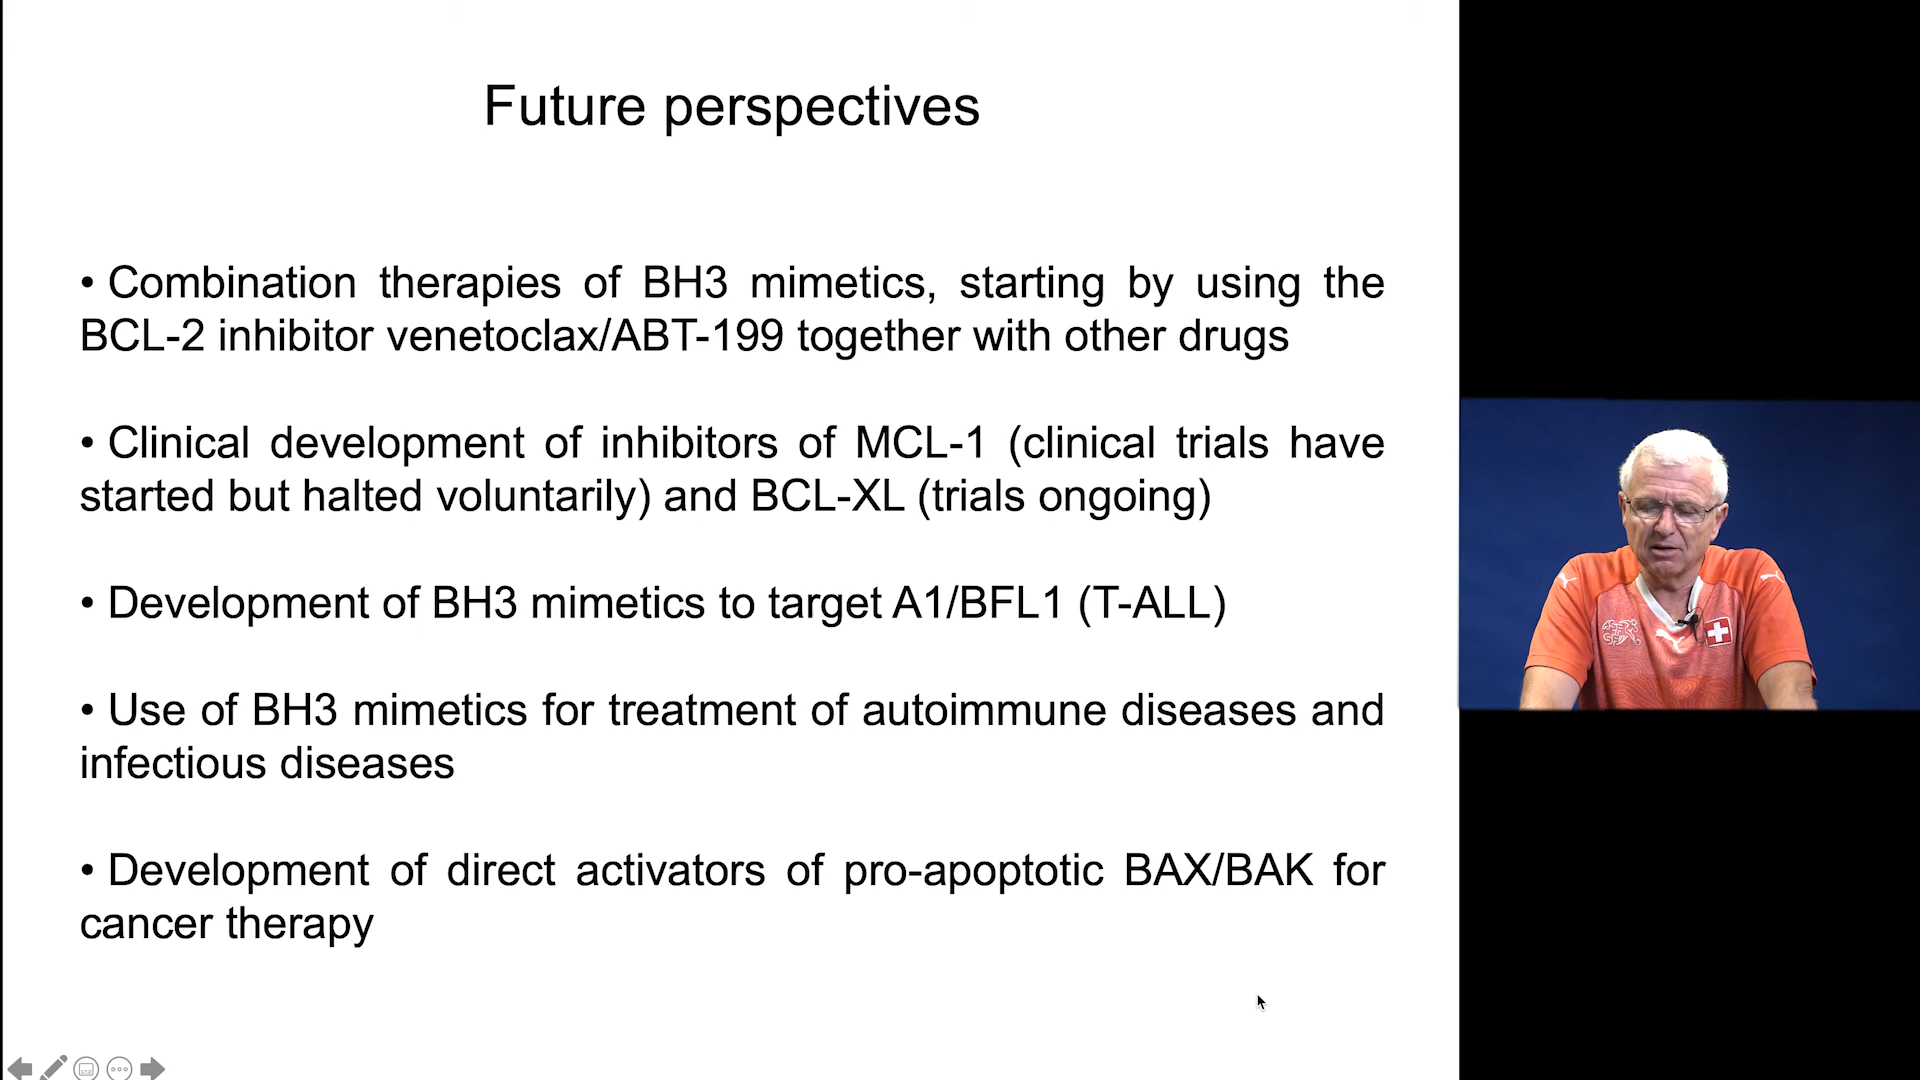 Future perspectives
• Combination therapies of BH3 mimetics, starting by using the
BCL-2 inhibitor venetoclax/ABT-199 together with other drugs
• Clinical development of inhibitors of MCL-1 (clinical trials have
started but halted voluntarily) and BCL-XL (trials ongoing)
• Development of BH3 mimetics to target A1/BFL1 (T-ALL)
• Use of BH3 mimetics for treatment of autoimmune diseases and
infectious diseases
• Development of direct activators of pro-apoptotic BAX/BAK for
cancer therapy